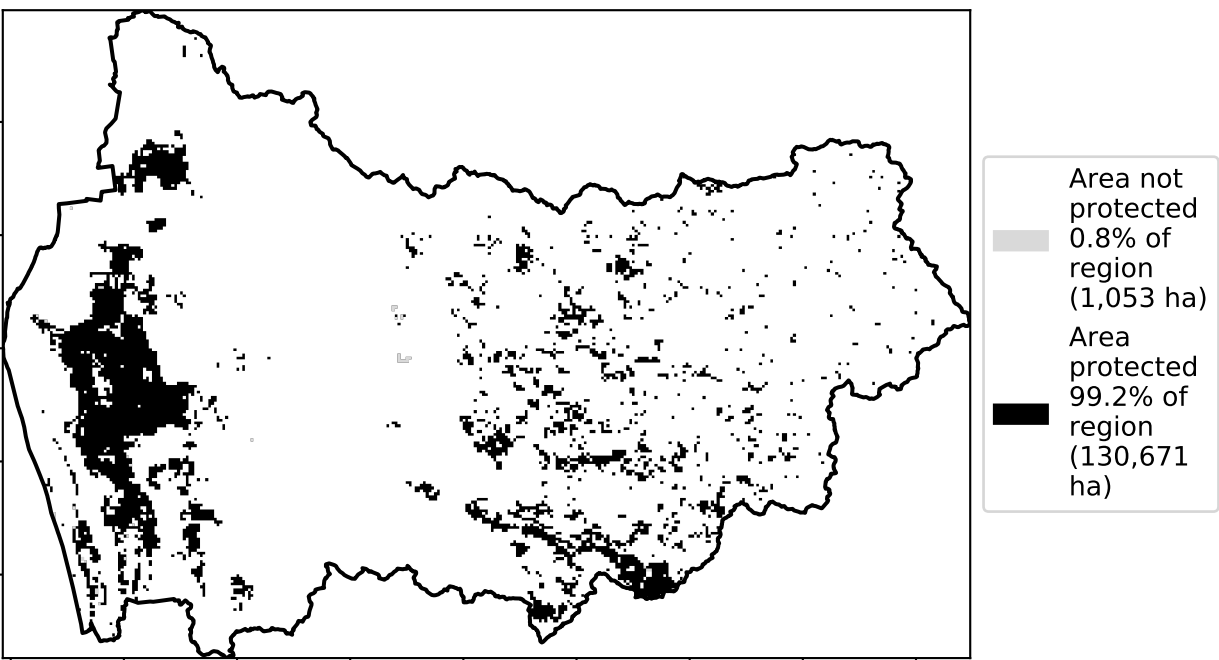 Area not
protected
0.8% of
region
(1,053 ha)
Area
protected
99.2% of
region
(130,671
ha)